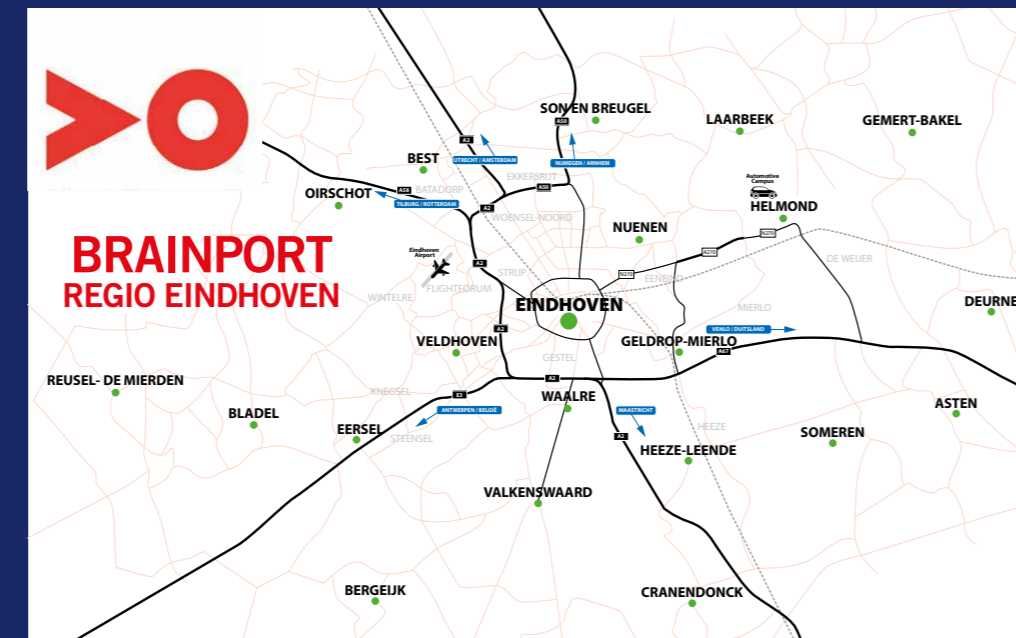 SON EN BREUGEL
LAARBEEK
GEMERT-BAKEL
A50
A2
BEST
UTRECHT / AMSTERDAM
NIJMEGEN / ARNHEM
EKKERSRIJT
Automotive
Campus
OIRSCHOT
A58
BATADORP
A50
TILBURG / ROTTERDAM
A2
HELMOND
WOENSEL-NOORD
NUENEN
N270
BRAINPORT
REGIO EINDHOVEN
Eindhoven
Airport
A2
A270
DE WEIJER
STRIJP
N270
EENEIND
FLIGHTFORUM
WINTELRE
EINDHOVEN
MIERLO
DEURNE
A2
VENLO / DUITSLAND
VELDHOVEN
GELDROP-MIERLO
A67
GESTEL
REUSEL- DE MIERDEN
A2
KNEGSEL
E3
WAALRE
BLADEL
ANTWERPEN / BELGIË
MAASTRICHT
ASTEN
EERSEL
STEENSEL
A2
HEEZE
SOMEREN
HEEZE-LEENDE
VALKENSWAARD
BERGEIJK
CRANENDONCK